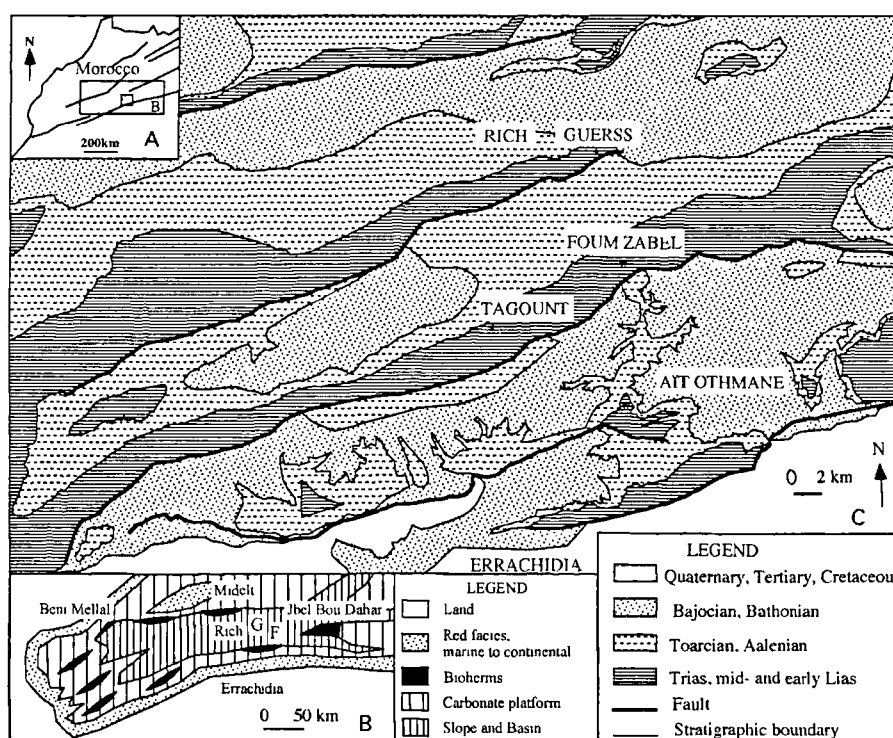 N
Morocco
B
200km
A
RICH GUERSS
FOUM ZABEL
TAGOUNT
AIT OTHMANE
N
0 2 km
C
ERRACHIDIA
LEGEND
Quaternary, Tertiary, Cretaceou
Bajocian, Bathonian
Toarcian, Aalenian
Trias, mid- and early Lias
Fault
Stratigraphic boundary
Beni Mellal
Midelt
Jbel Bou Dahar
Rich
G
F
Errachidia
0 50 km
B
LEGEND
Land
Red facies,
marine to continental
Bioherms
Carbonate platform
Slope and Basin